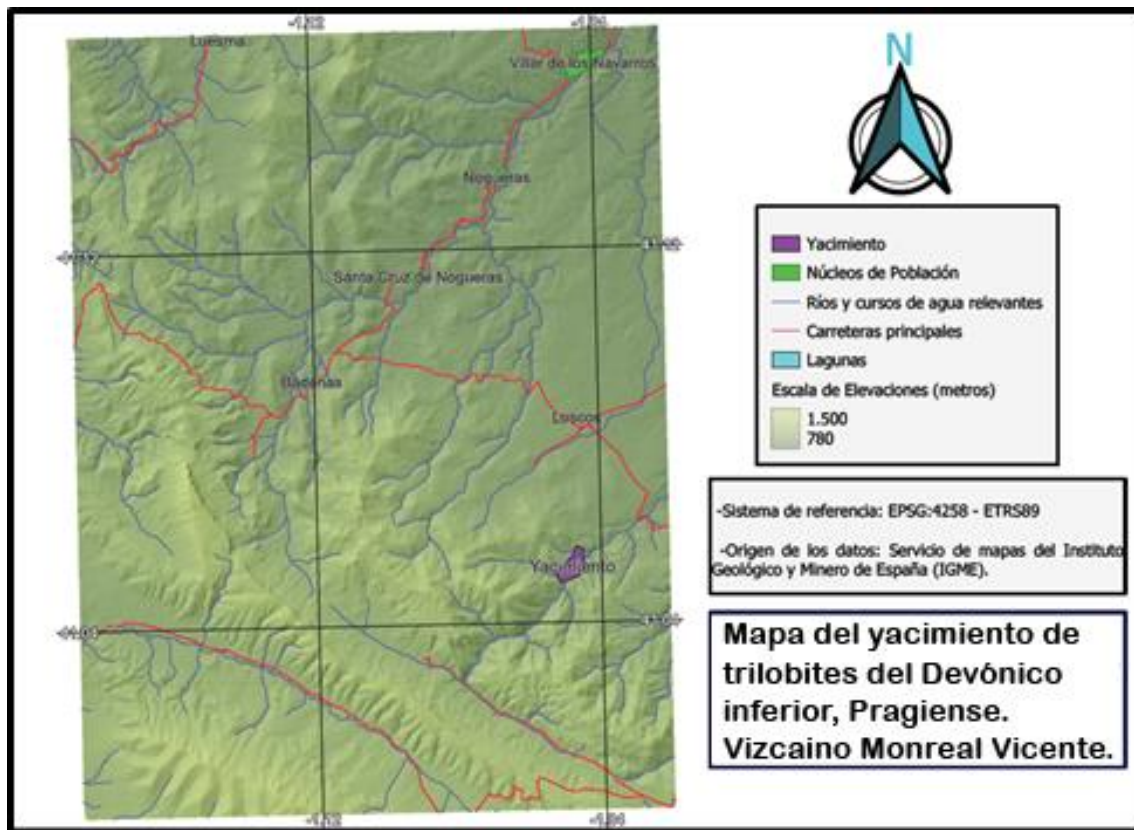 Luesma
Villar de los Navarros
N
Nogueras
Santa Cruz de Nogueras
Bádenas
Loscos
Yacimiento
Yacimiento
Núcleos de Población
Ríos y cursos de agua relevantes
Carreteras principales
Lagunas
Escala de Elevaciones (metros)
1.500
780
-Sistema de referencia: EPSG:4258 - ETRS89
-Origen de los datos: Servicio de mapas del Instituto
Geológico y Minero de España (IGME).
Mapa del yacimiento de
trilobites del Devónico
inferior, Pragiense.
Vizcaino Monreal Vicente.